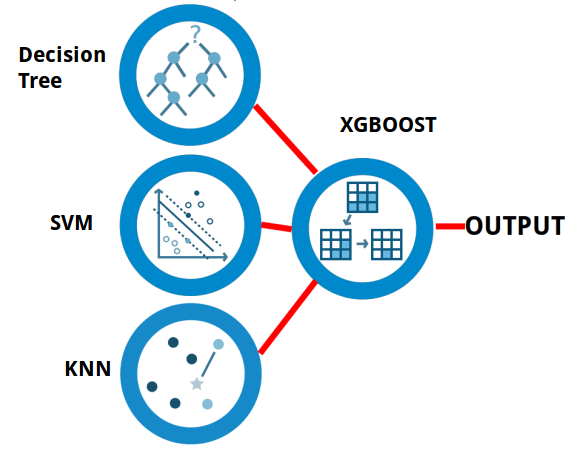 ?
Decision
Tree
XGBOOST
SVM
OUTPUT
KNN